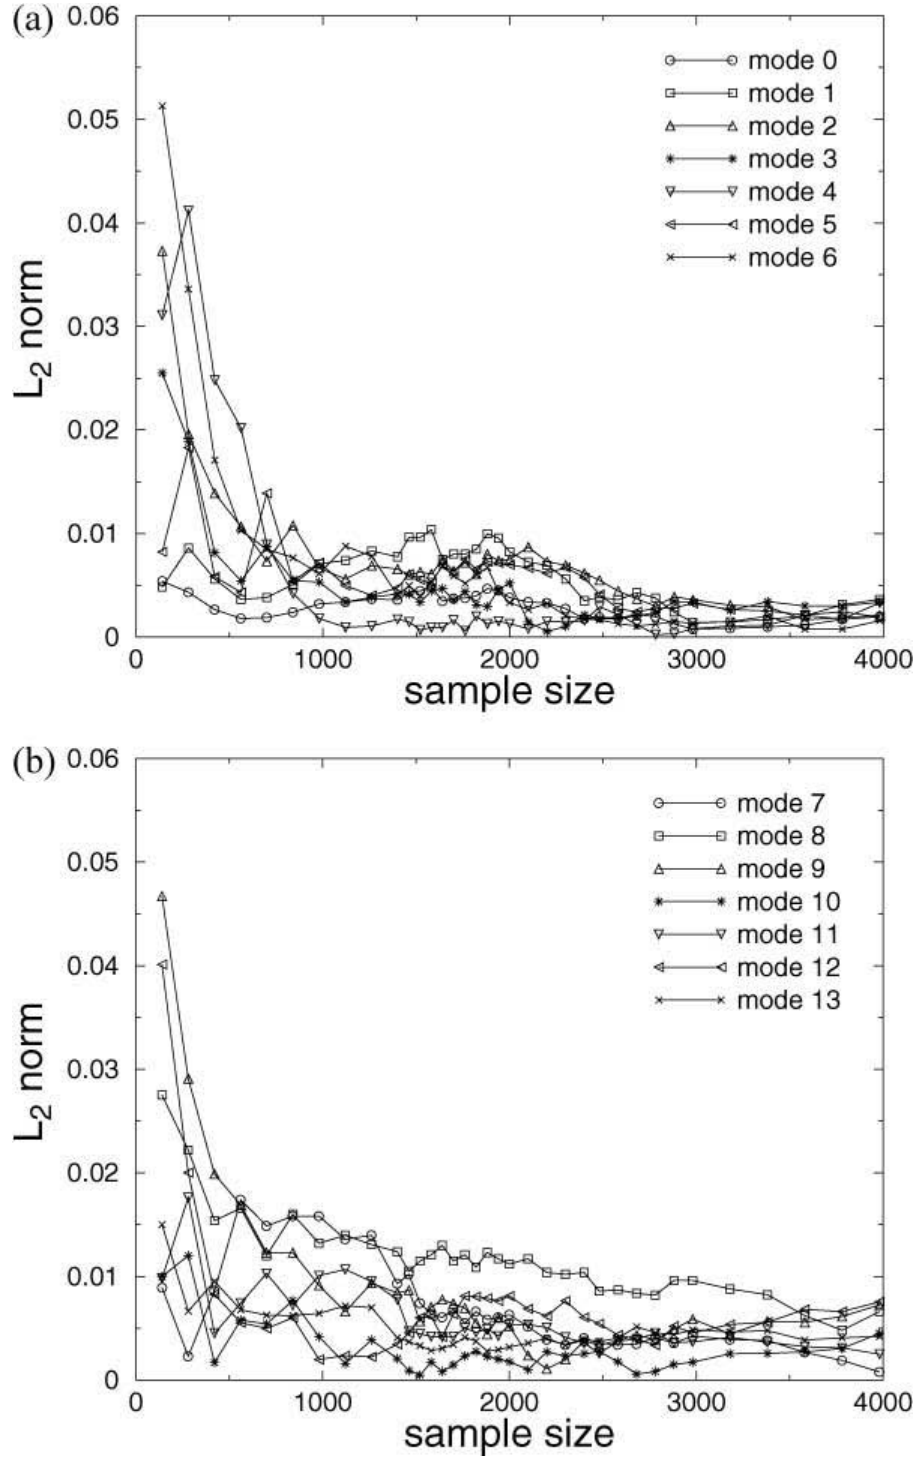 (a)
0.06
0.05
0.04
0.03
0.02
0.01
0
L2 norm
mode 0
mode 1
mode 2
mode 3
mode 4
mode 5
mode 6
0 1000 2000 3000 4000
sample size
(b)
0.06
0.05
0.04
0.03
0.02
0.01
0
L2 norm
mode 7
mode 8
mode 9
mode 10
mode 11
mode 12
mode 13
0 1000 2000 3000 4000
sample size